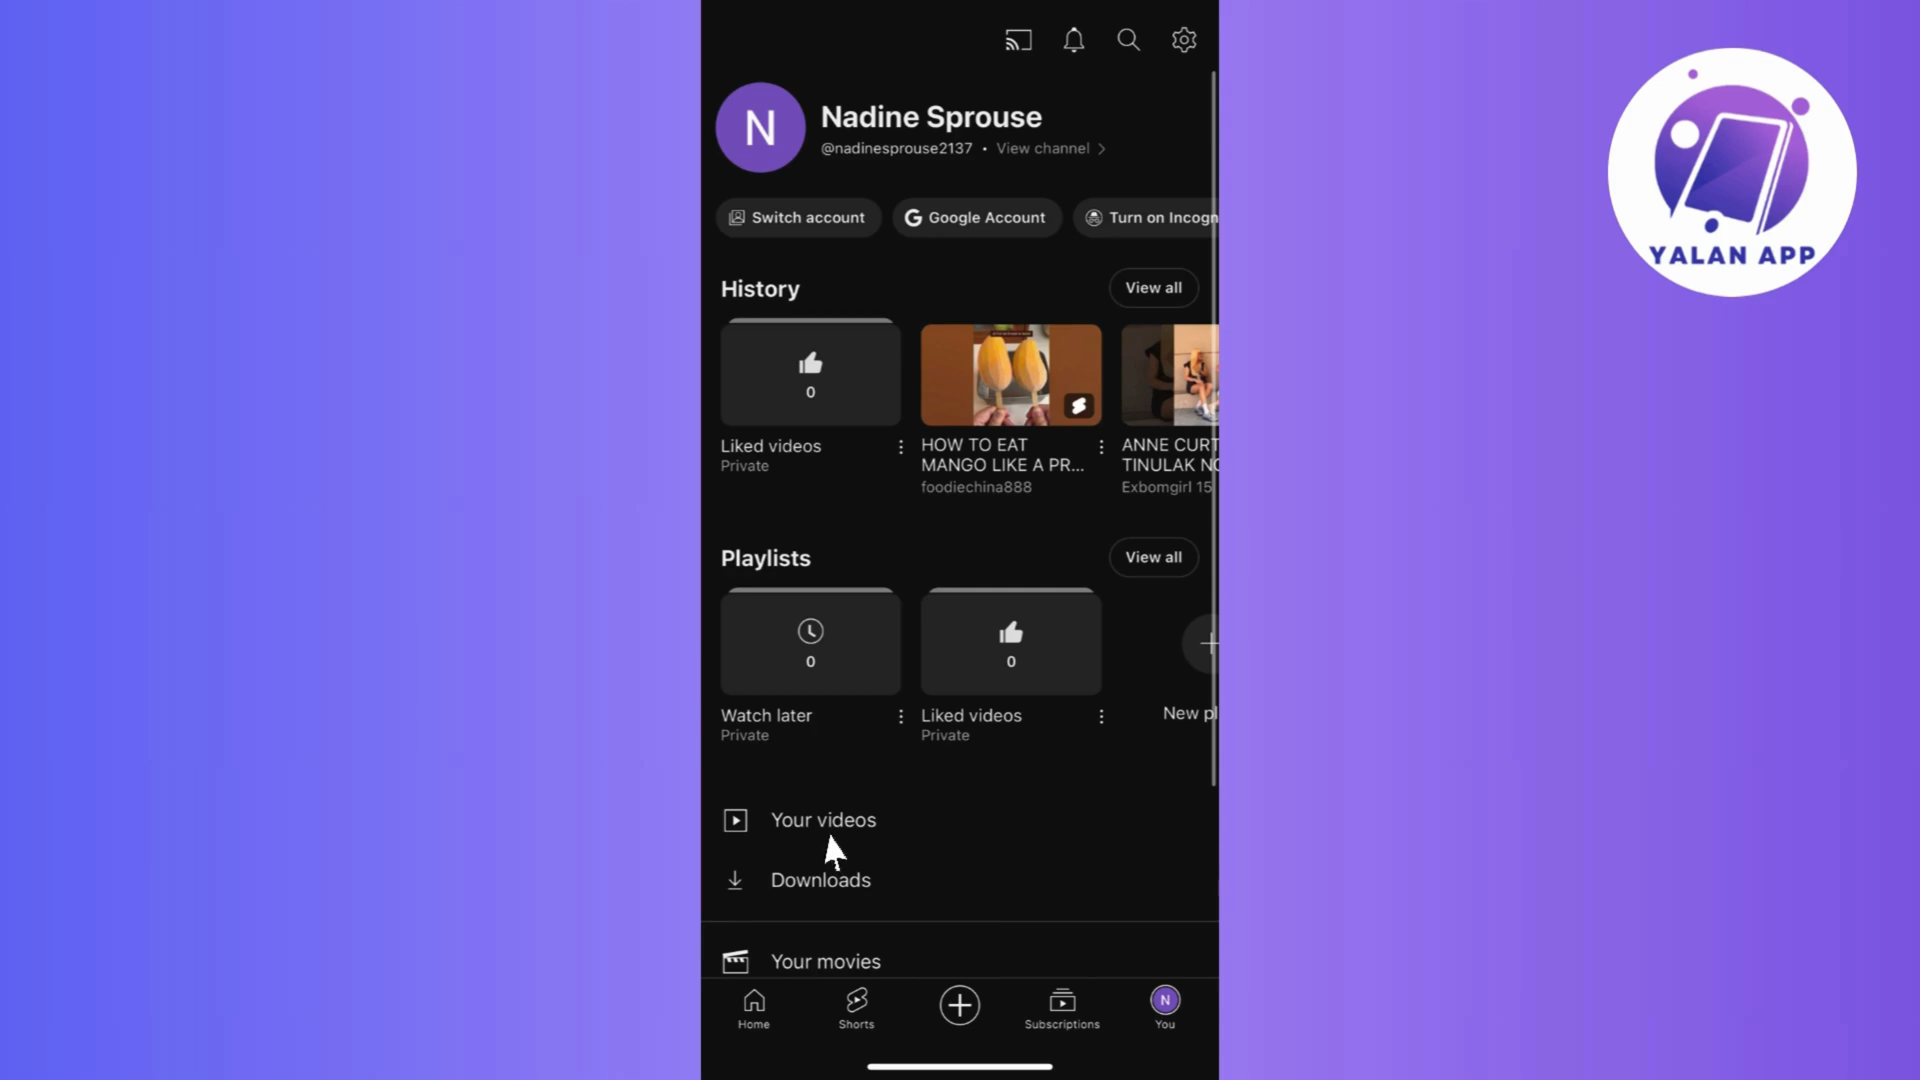 N
Nadine Sprouse
@nadinesprouse2137 • View channel
Switch account
Google Account
Turn on Incogn
History
View all
0
Liked videos
Private
HOW TO EAT
MANGO LIKE A PR...
foodiechina888
ANNE CURT
TINULAK NO
Exbomgirl 15
Playlists
View all
0
Watch later
Private
0
Liked videos
Private
New pl
Your videos
Downloads
Your movies
Home
Shorts
Subscriptions
N
You
YALAN APP